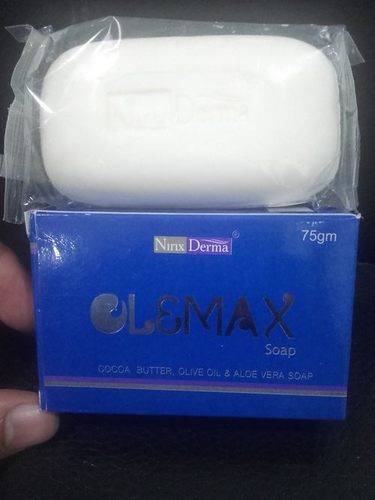 Nirix Derma
Nirix Derma®
75gm
OLEMAX
Soap
COCOA BUTTER, OLIVE OIL & ALOE VERA SOAP